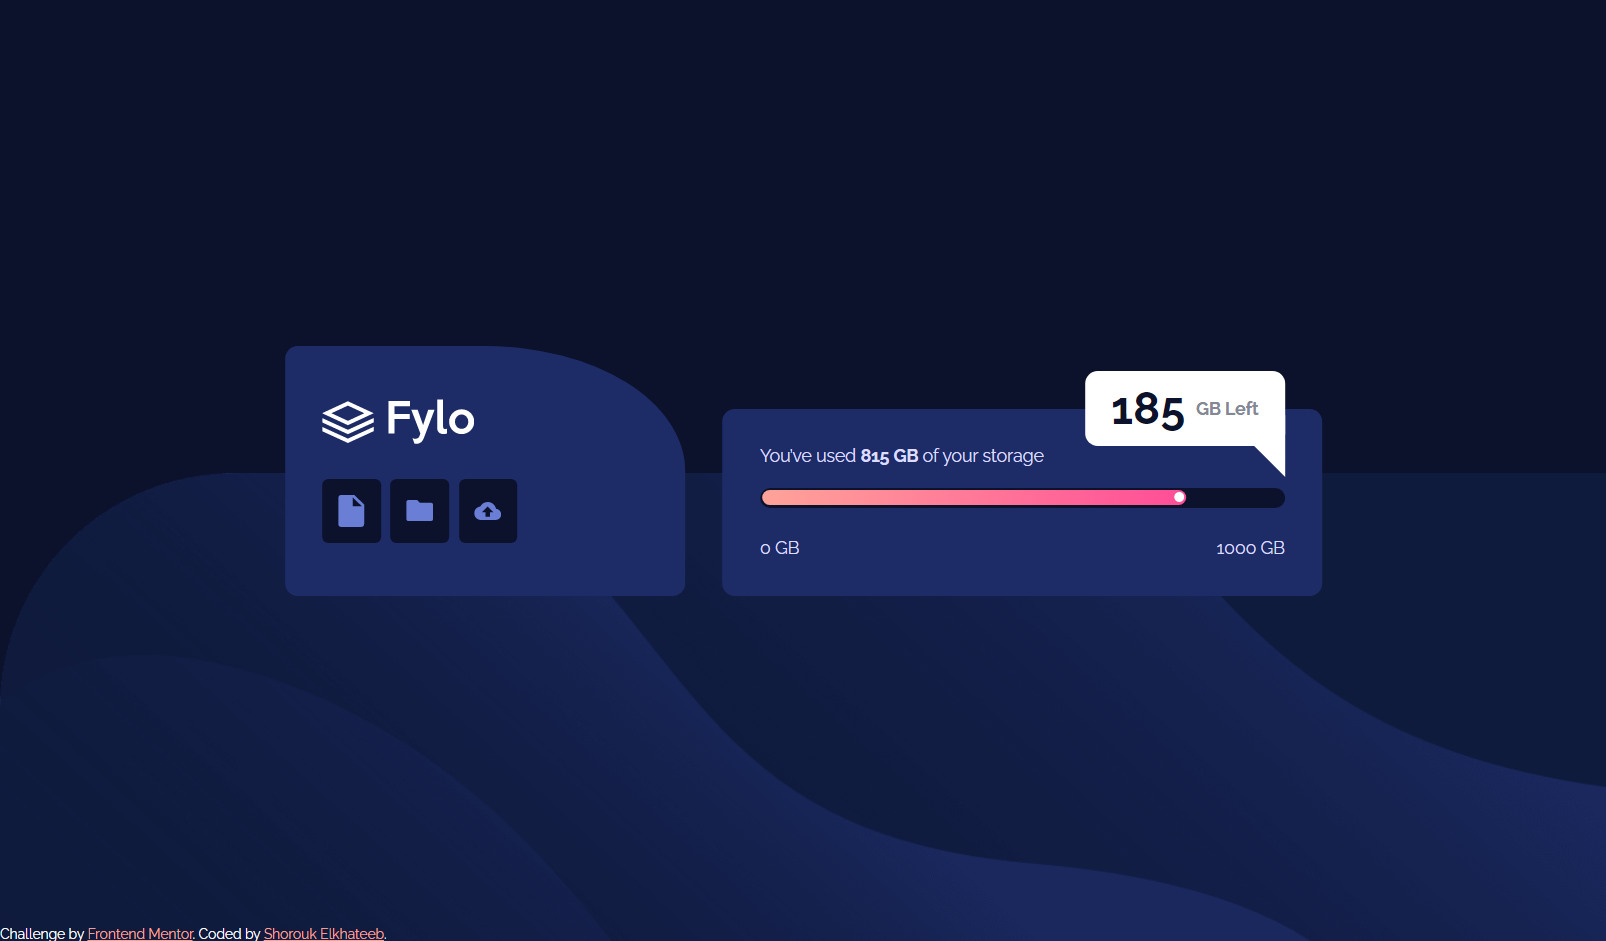 Fylo
185 GB Left
You've used 815 GB of your storage
0 GB
1000 GB
Challenge by Frontend Mentor. Coded by Shorouk Elkhateeb.